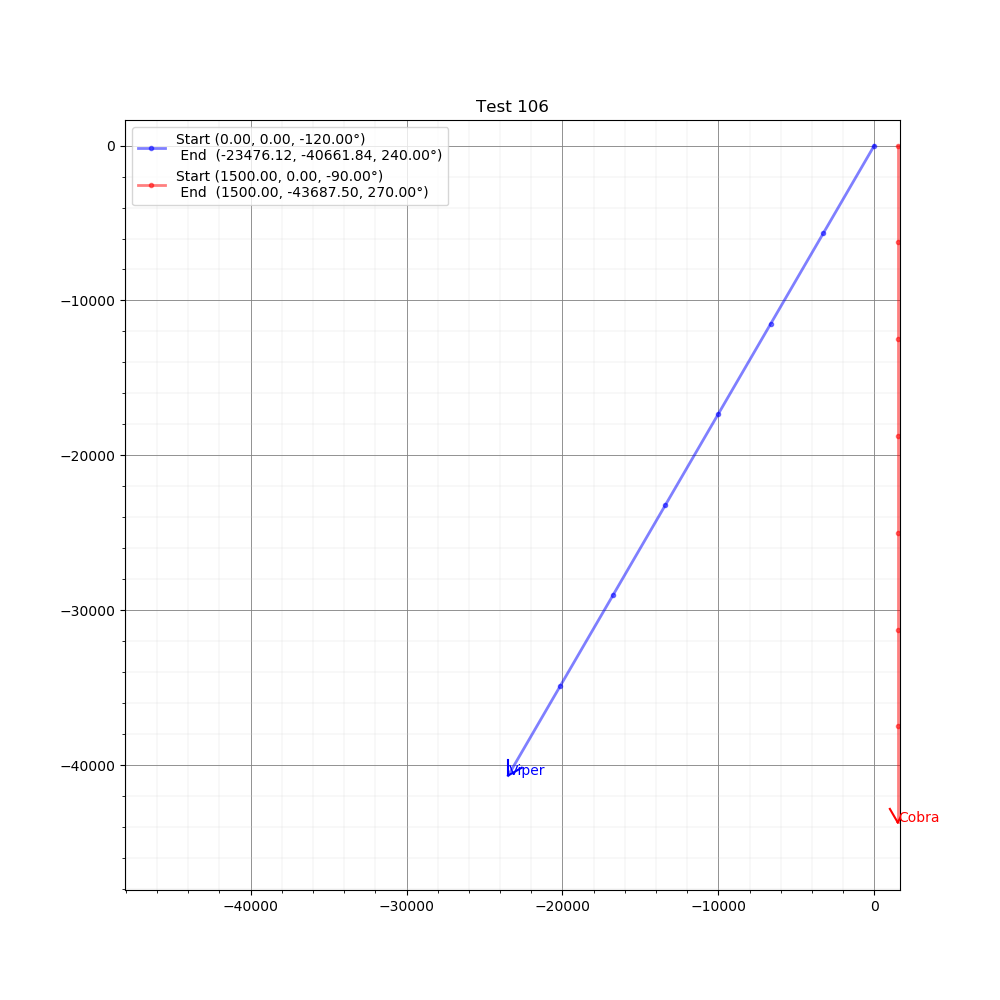 Test 106
Start (0.00, 0.00, -120.00°)
End  (-23476.12, -40661.84, 240.00°)
Start (1500.00, 0.00, -90.00°)
End  (1500.00, -43687.50, 270.00°)
0
−10000
−20000
−30000
−40000
Viper
Cobra
−40000 −30000 −20000 −10000 0